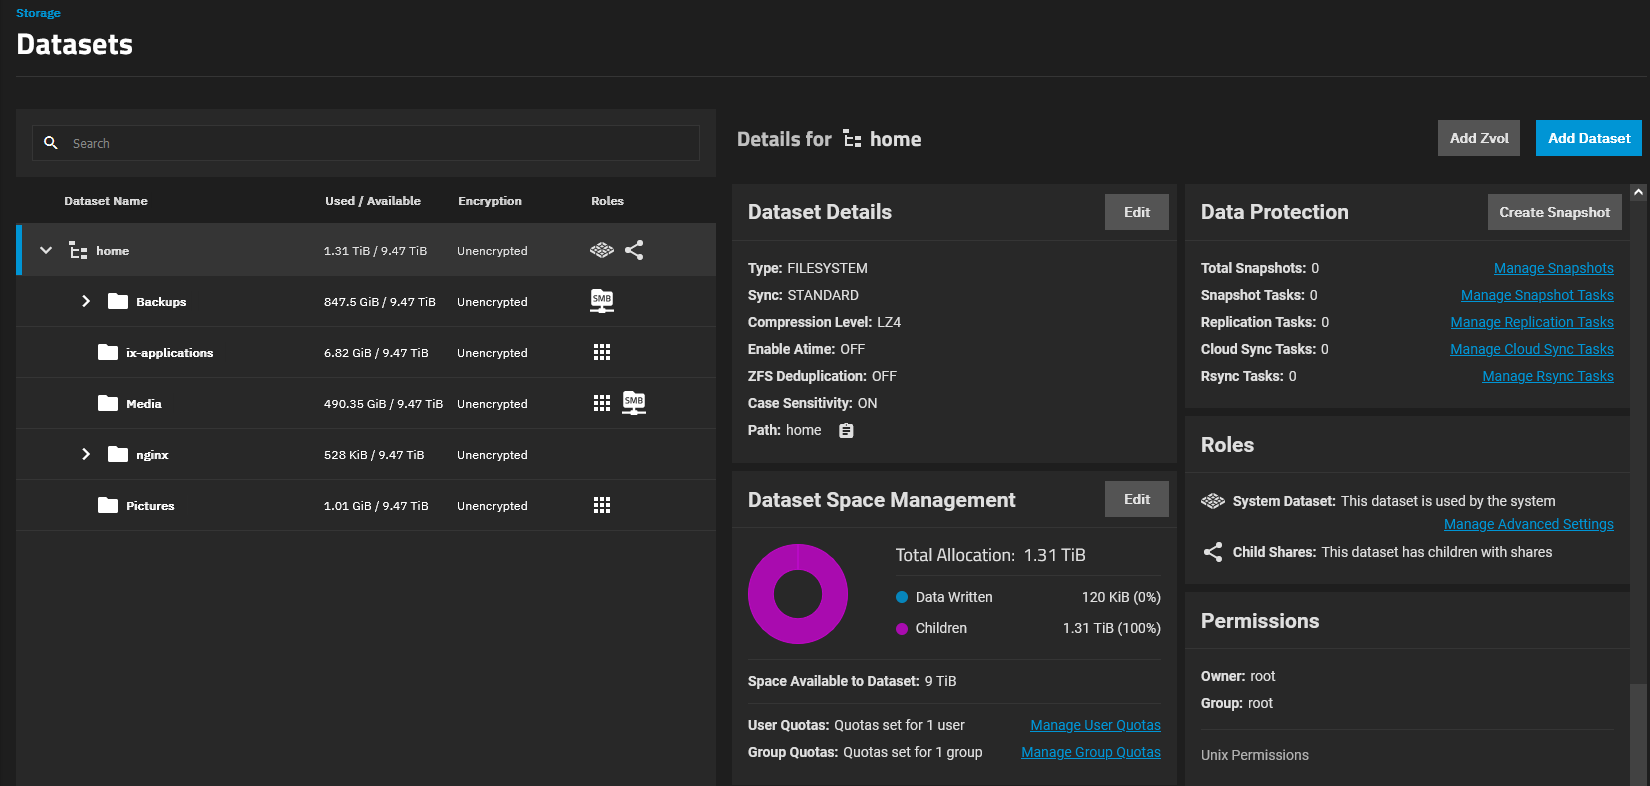 Storage
Datasets
Search
Dataset Name Used / Available Encryption Roles
home 1.31 TiB / 9.47 TiB Unencrypted
Backups 847.5 GiB / 9.47 TiB Unencrypted SMB
ix-applications 6.82 GiB / 9.47 TiB Unencrypted
Media 490.35 GiB / 9.47 TiB Unencrypted SMB
nginx 528 KiB / 9.47 TiB Unencrypted
Pictures 1.01 GiB / 9.47 TiB Unencrypted
Details for home
Add Zvol
Add Dataset
Dataset Details
Edit
Type: FILESYSTEM
Sync: STANDARD
Compression Level: LZ4
Enable Atime: OFF
ZFS Deduplication: OFF
Case Sensitivity: ON
Path: home
Dataset Space Management
Edit
Total Allocation: 1.31 TiB
Data Written 120 KiB (0%)
Children 1.31 TiB (100%)
Space Available to Dataset: 9 TiB
User Quotas: Quotas set for 1 user Manage User Quotas
Group Quotas: Quotas set for 1 group Manage Group Quotas
Data Protection
Create Snapshot
Total Snapshots: 0 Manage Snapshots
Snapshot Tasks: 0 Manage Snapshot Tasks
Replication Tasks: 0 Manage Replication Tasks
Cloud Sync Tasks: 0 Manage Cloud Sync Tasks
Rsync Tasks: 0 Manage Rsync Tasks
Roles
System Dataset: This dataset is used by the system
Manage Advanced Settings
Child Shares: This dataset has children with shares
Permissions
Owner: root
Group: root
Unix Permissions